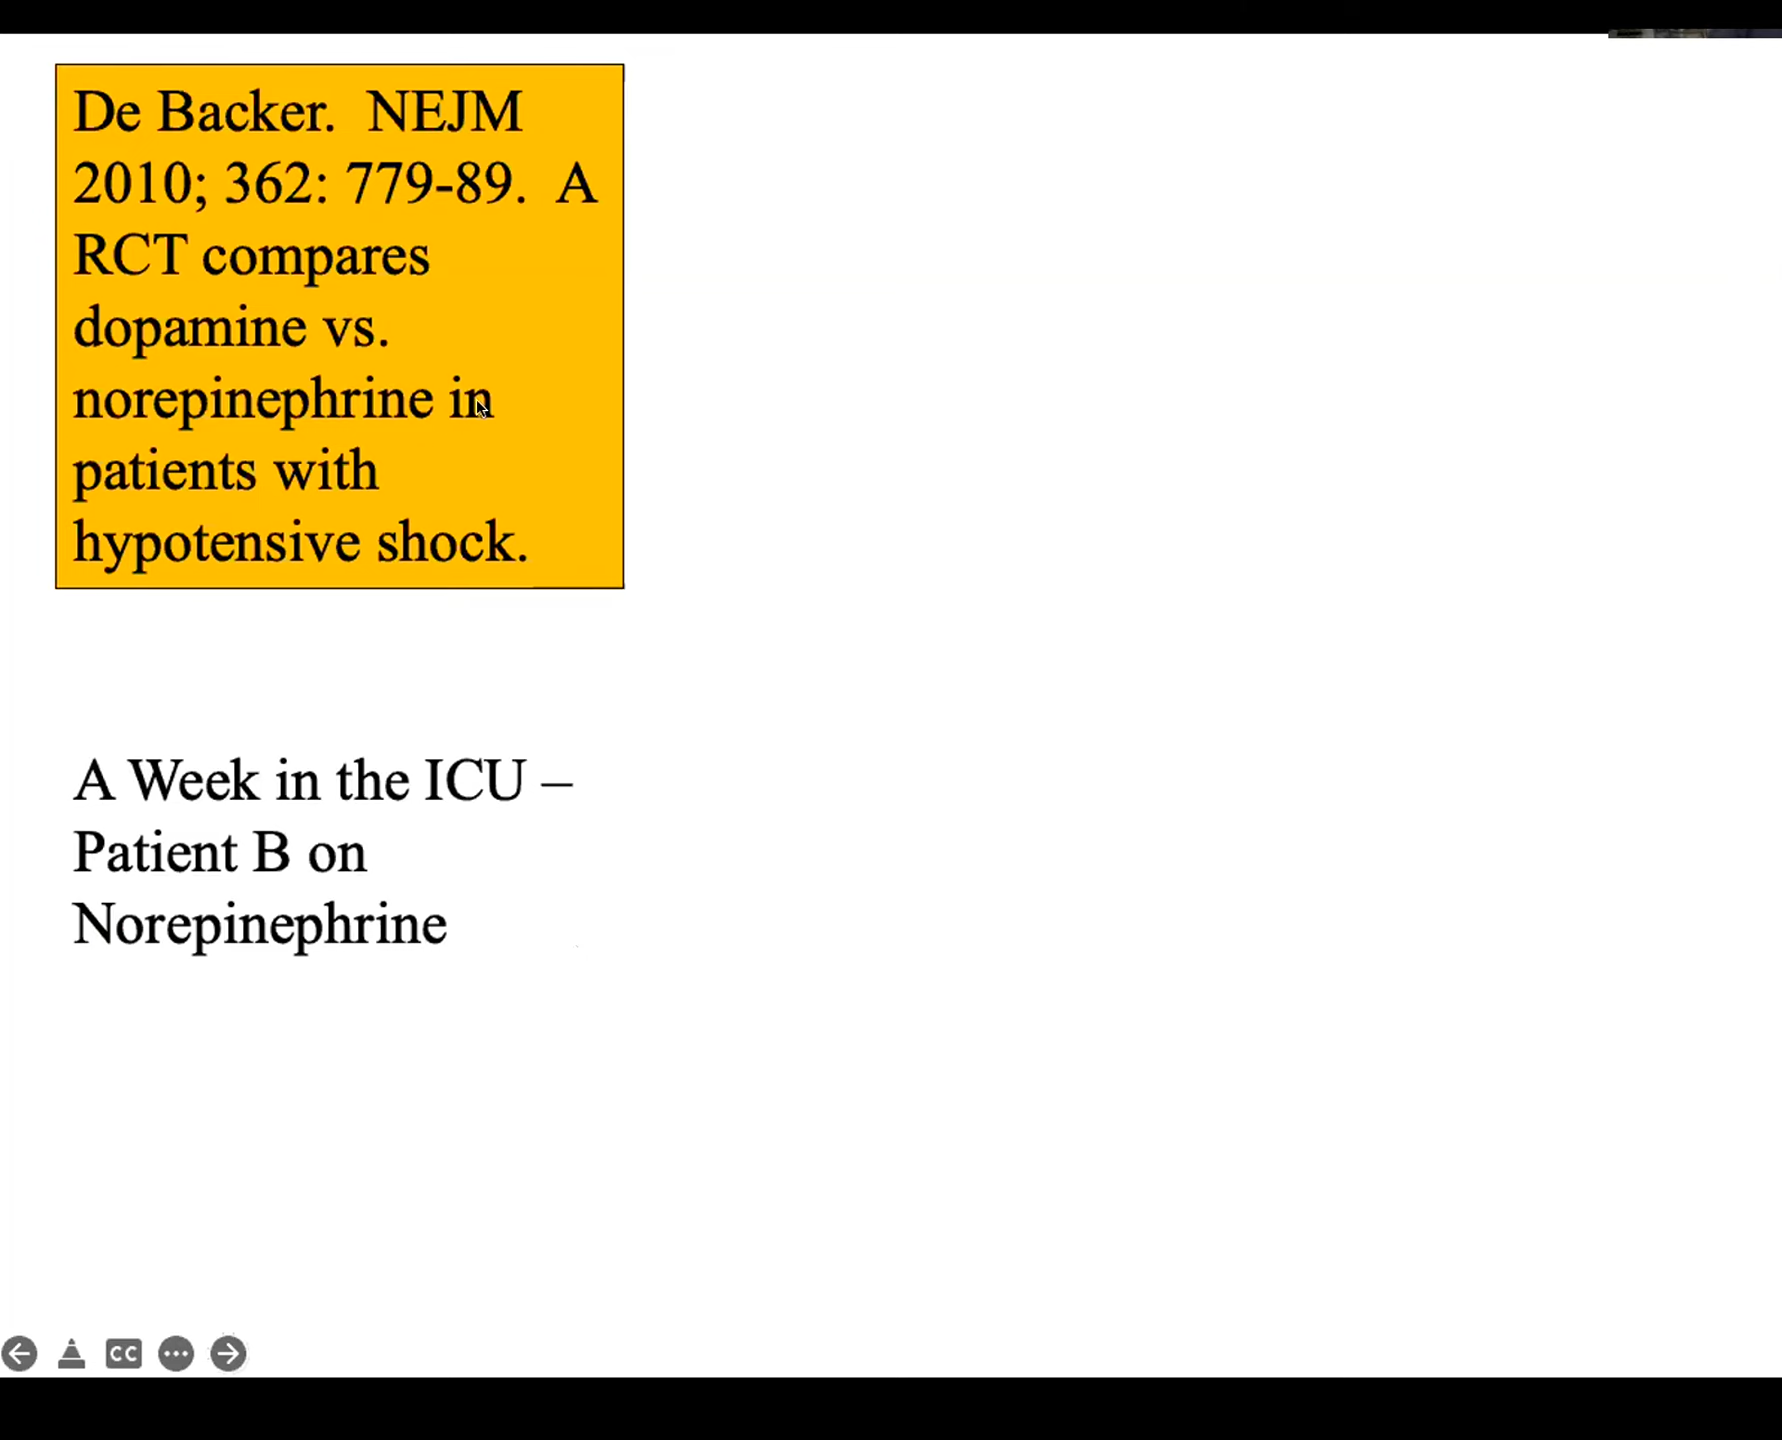 De Backer. NEJM
2010; 362: 779-89. A
RCT compares
dopamine vs.
norepinephrine in
patients with
hypotensive shock.
A Week in the ICU –
Patient B on
Norepinephrine
CC